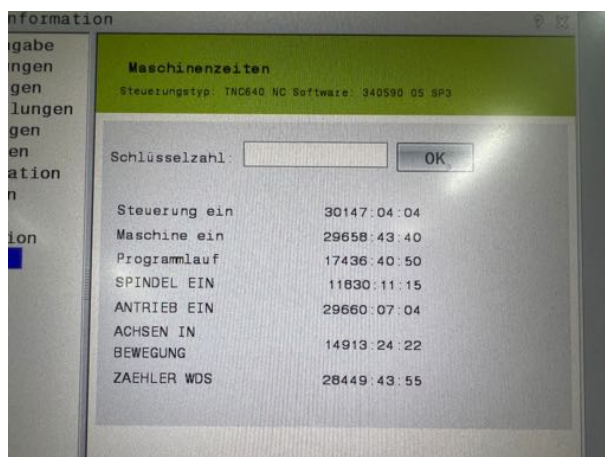 nformation
? 
gabe
ngen
gen
lungen
gen
en
ation
n
ion
Maschinenzeiten
Steuerungstyp: TNC640 NC Software: 340590 05 SP3
Schlüsselzahl: OK
Steuerung ein 30147:04:04
Maschine ein 29658:43:40
Programmlauf 17436:40:50
SPINDEL EIN 11830:11:15
ANTRIEB EIN 29660:07:04
ACHSEN IN
BEWEGUNG 14913:24:22
ZAEHLER WDS 28449:43:55